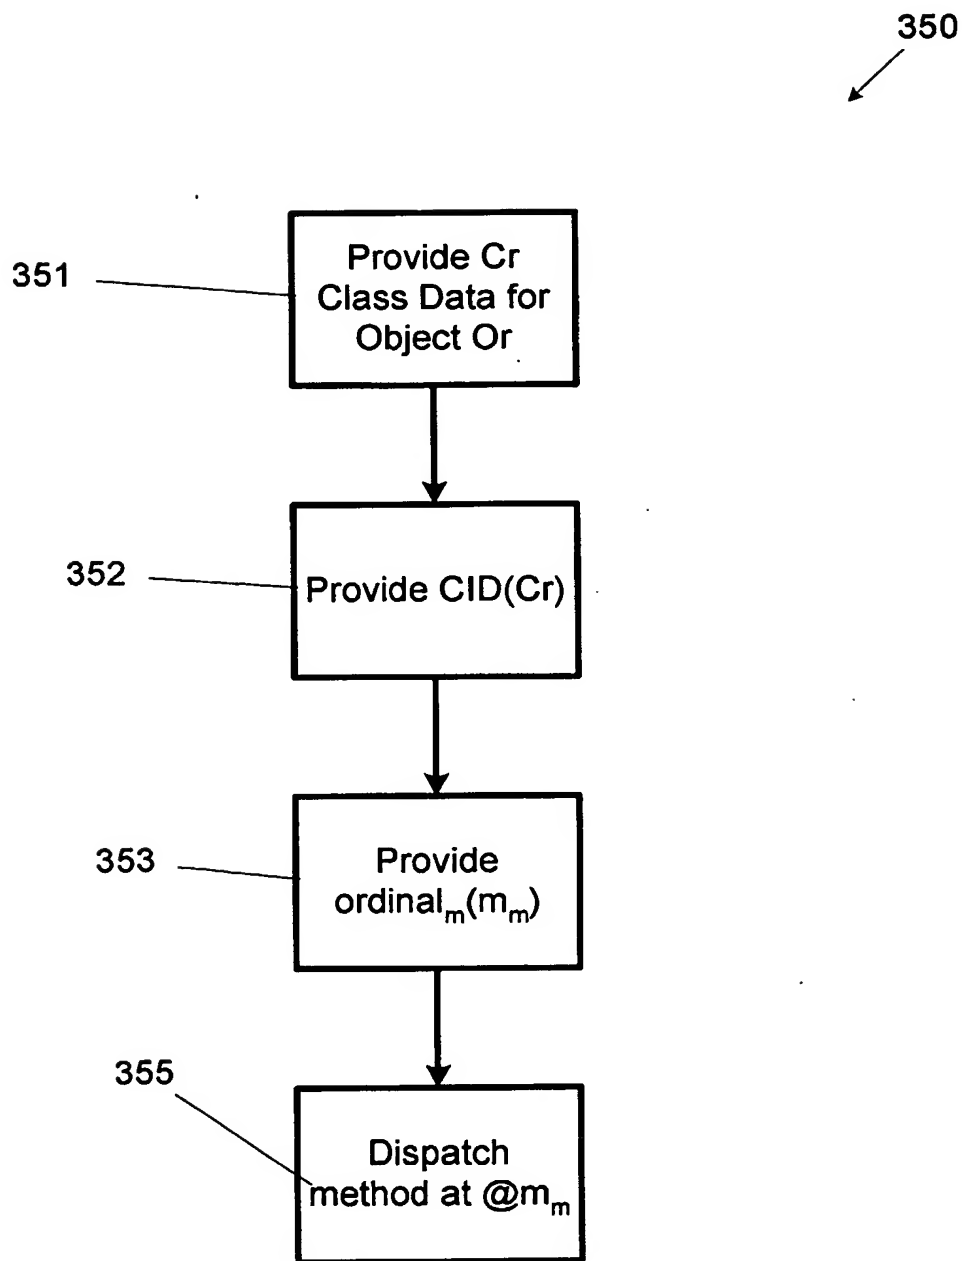 350
351
Provide Cr
Class Data for
Object Or
352
Provide CID(Cr)
353
Provide
ordinalₘ(mₘ)
355
Dispatch
method at @mₘ